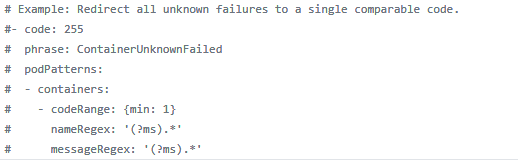 # Example: Redirect all unknown failures to a single comparable code.
#- code: 255
#  phrase: ContainerUnknownFailed
#  podPatterns:
#  - containers:
#    - codeRange: {min: 1}
#      nameRegex: '(?ms).*'
#      messageRegex: '(?ms).*'